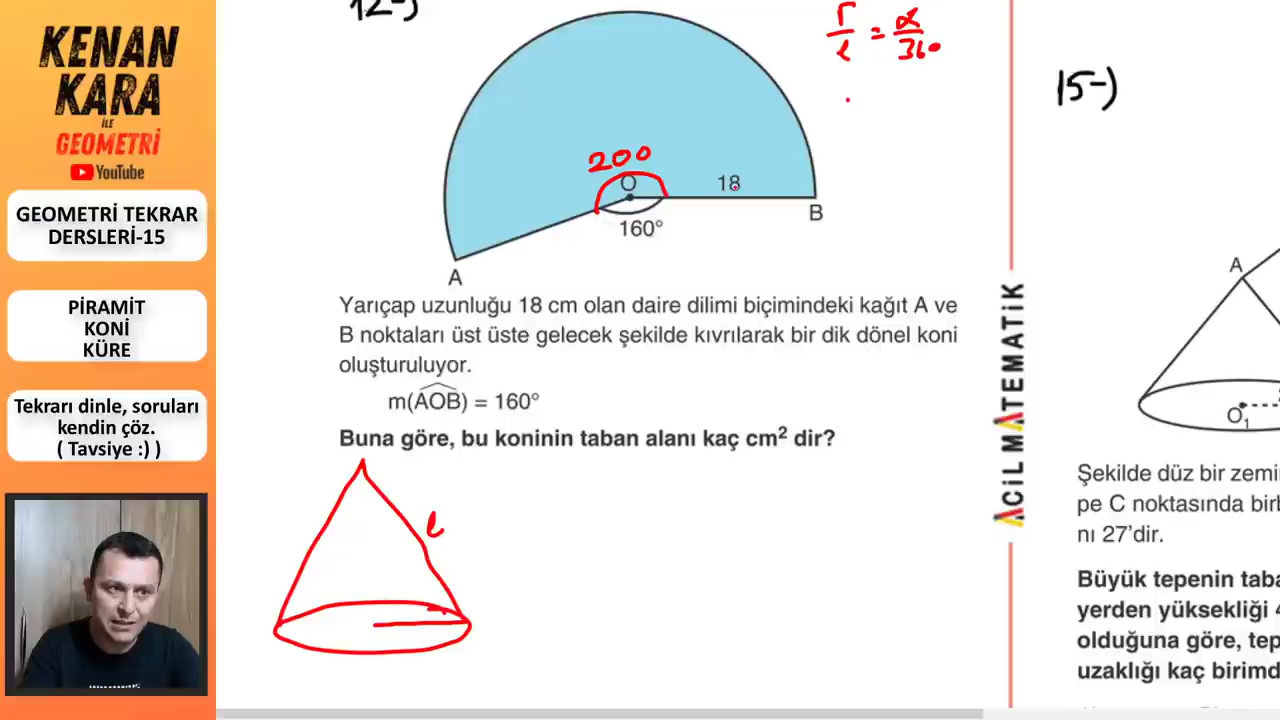 KENAN
KARA
İLE
GEOMETRİ
YouTube
GEOMETRİ TEKRAR
DERSLERİ-15
PİRAMİT
KONİ
KÜRE
Tekrarı dinle, soruları
kendin çöz.
( Tavsiye :) )
12-)
r/l = α/360
200
O
18
B
160°
A
Yarıçap uzunluğu 18 cm olan daire dilimi biçimindeki kağıt A ve
B noktaları üst üste gelecek şekilde kıvrılarak bir dik dönel koni
oluşturuluyor.
m(AOB) = 160°
Buna göre, bu koninin taban alanı kaç cm² dir?
l
ACİLMATEMATİK
15-)
A
O₁
Şekilde düz bir zemi
pe C noktasında birb
nı 27'dir.
Büyük tepenin taba
yerden yüksekliği 4
olduğuna göre, tep
uzaklığı kaç birimd